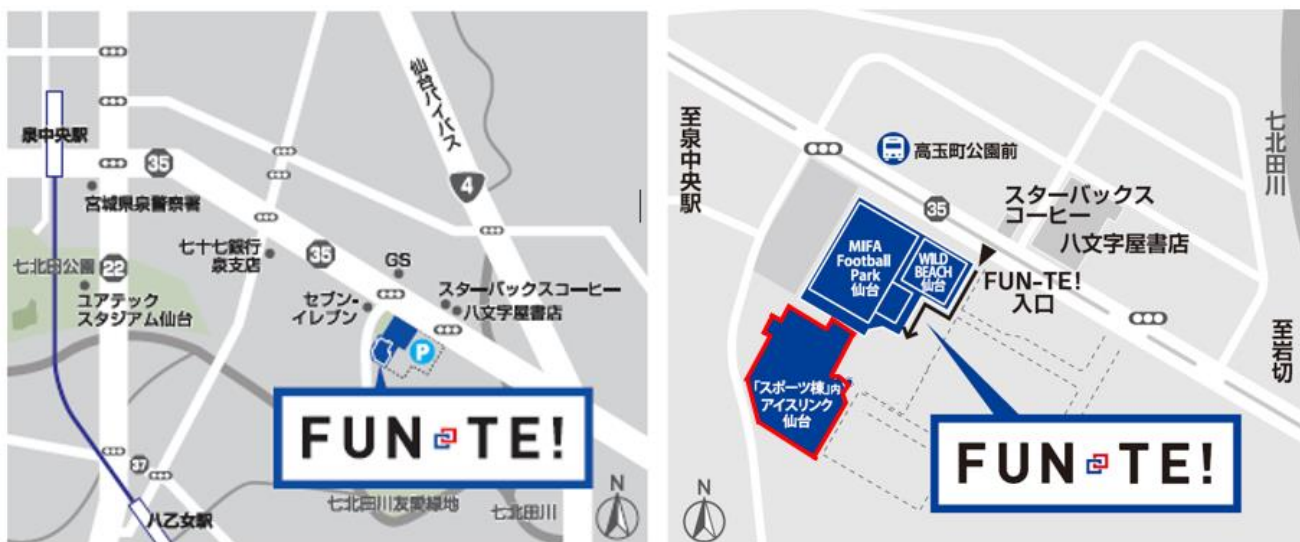 仙台バイパス
泉中央駅
35
4
宮城県泉警察署
七十七銀行
泉支店
35
GS
七北田公園
22
ユアテック
スタジアム仙台
セブン-
イレブン
スターバックスコーヒー
八文字屋書店
P
FUN TE!
37
八乙女駅
七北田川友愛緑地
七北田川
N
至泉中央駅
高玉町公園前
七北田川
35
スターバックス
コーヒー
八文字屋書店
MIFA
Football
Park
仙台
WILD
BEACH
仙台
FUN-TE!
入口
至岩切
「スポーツ棟」内
アイスリンク
仙台
FUN TE!
N